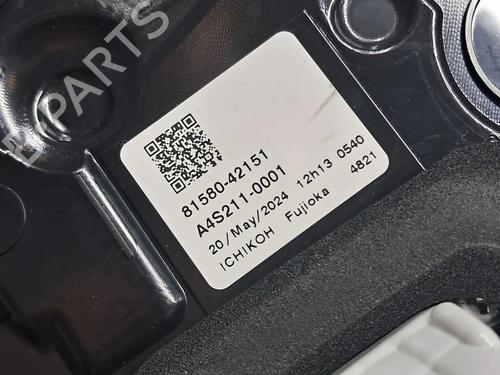 B-PARTS
81580-42151
A4S211-0001
20/May/2024 12h13 0540
ICHIKOH Fujioka 4821